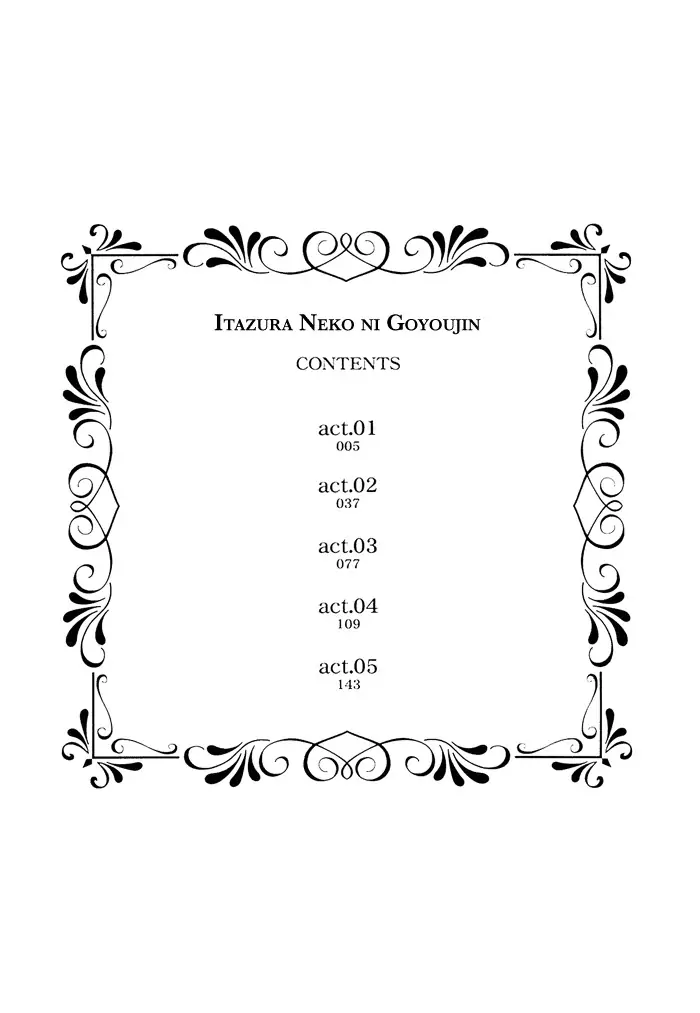 Itazura Neko ni Goyoujin
CONTENTS
act.01
005
act.02
037
act.03
077
act.04
109
act.05
143